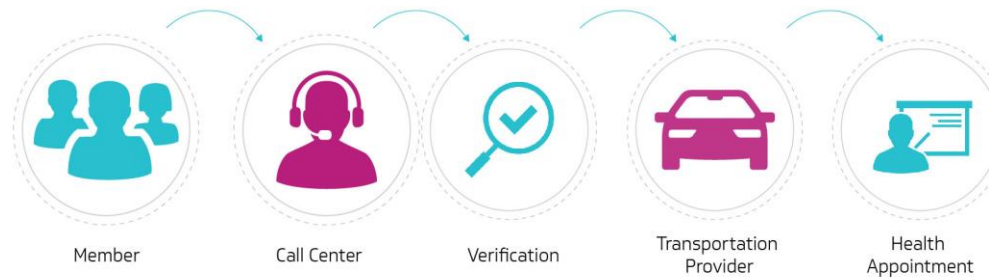 Member
Call Center
Verification
Transportation
Provider
Health
Appointment